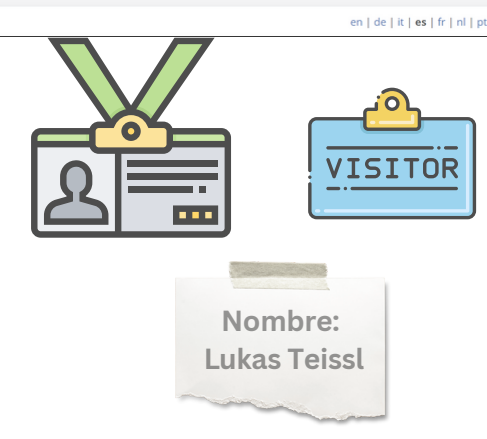 en | de | it | es | fr | nl | pt
VISITOR
Nombre:
Lukas Teissl